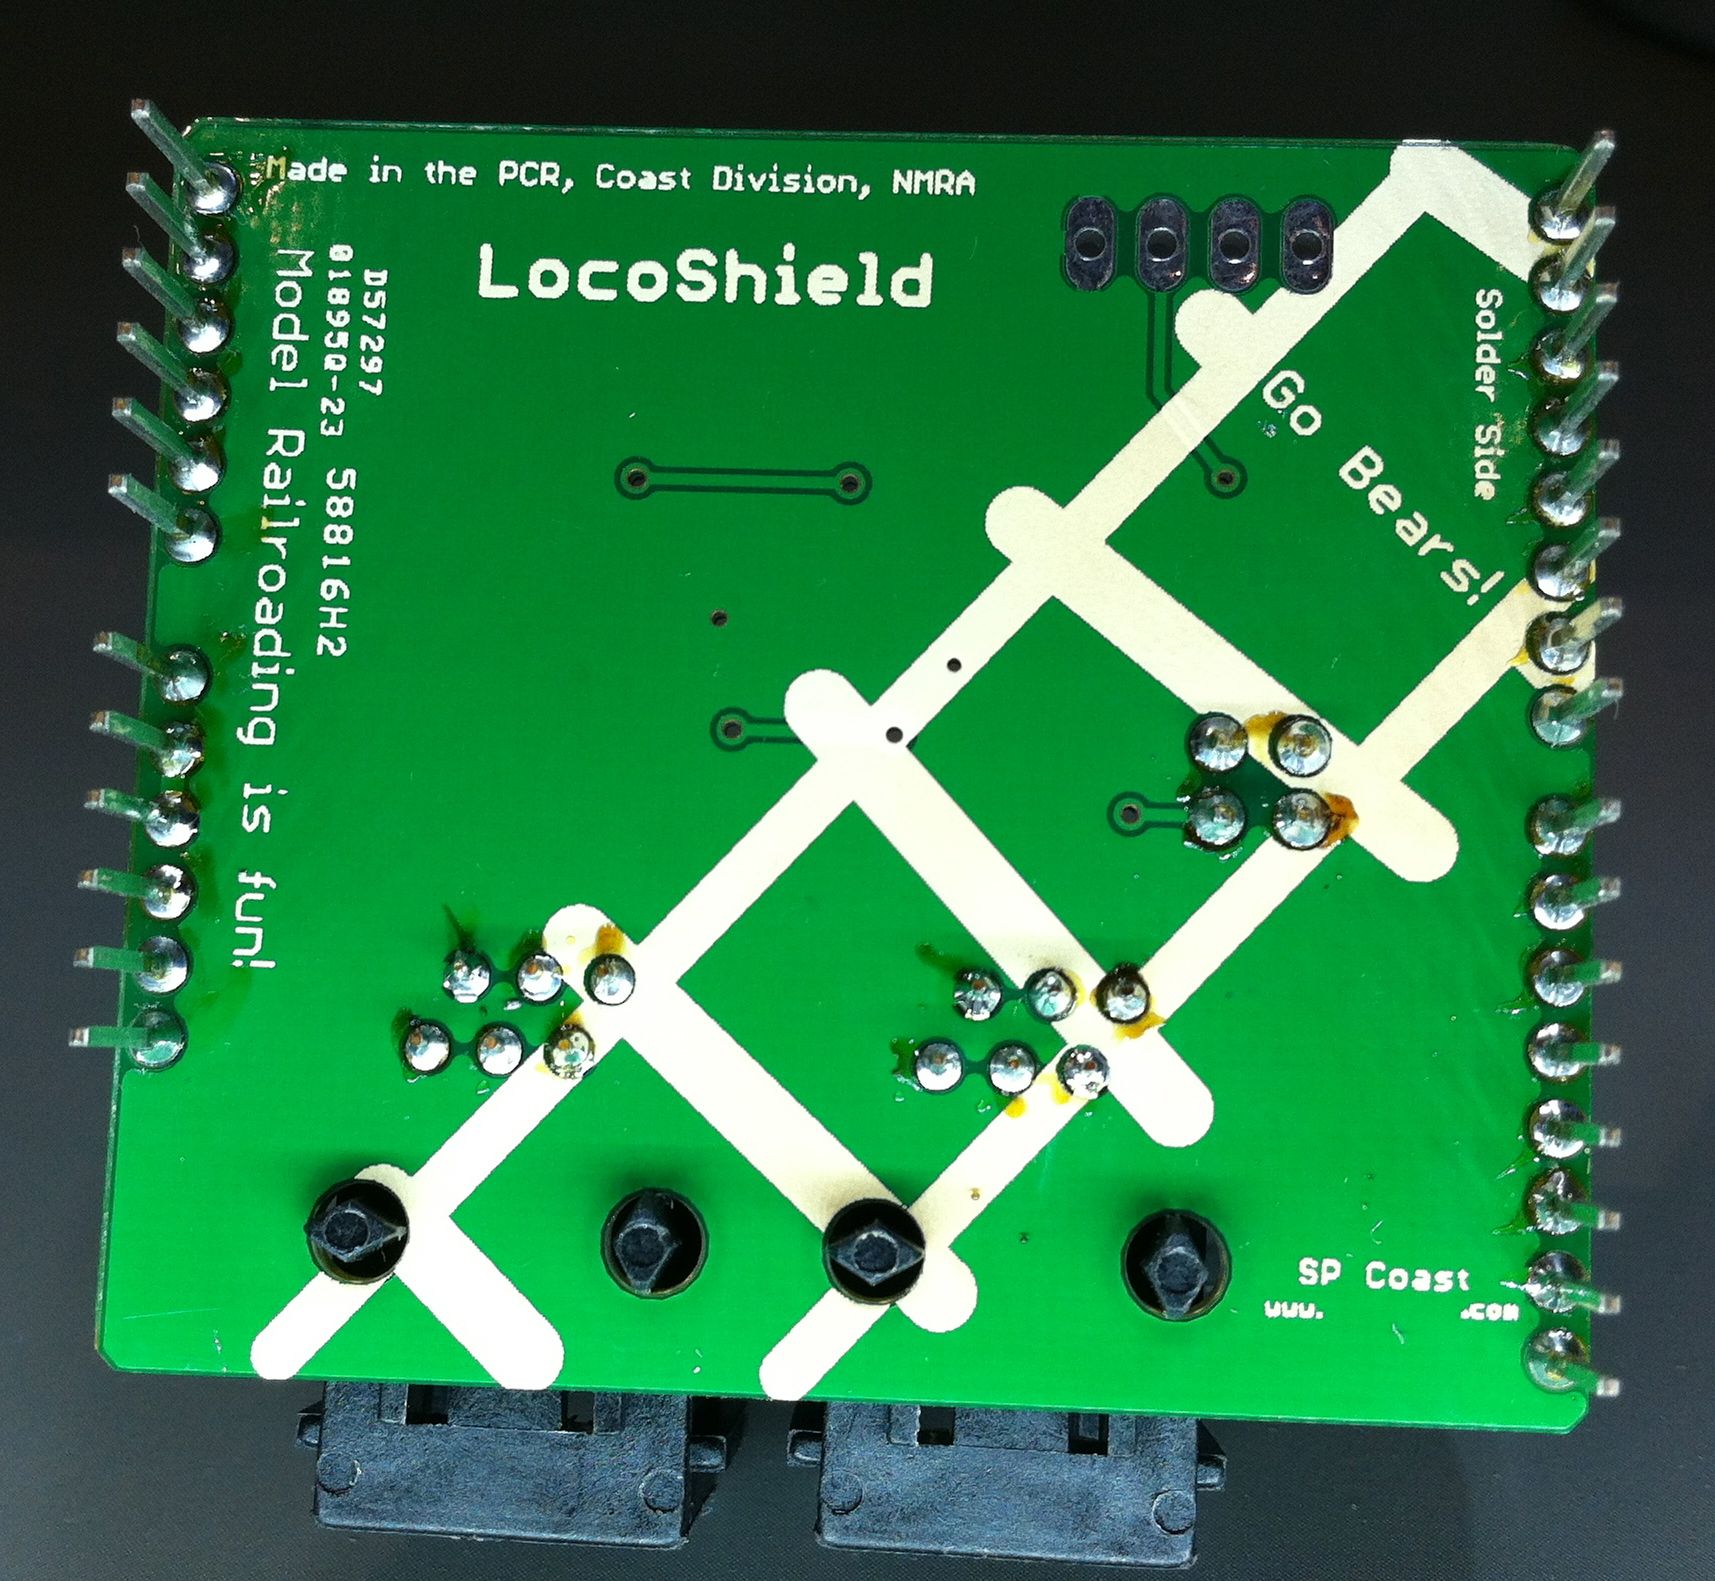 Made in the PCR, Coast Division, NMRA
LocoShield
D57297
01895Q-23 58816H2
Model Railroading is fun!
Go Bears!
Solder Side
SP Coast
www. .com